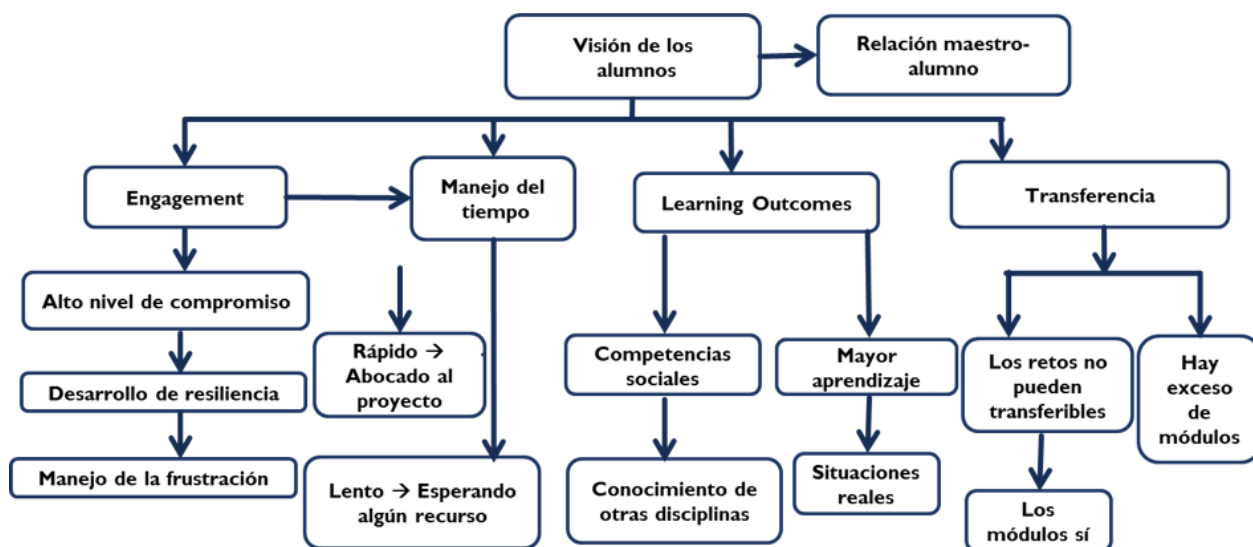 Visión de los
alumnos
Relación maestro-
alumno
Engagement
Manejo del
tiempo
Learning Outcomes
Transferencia
Alto nivel de compromiso
Desarrollo de resiliencia
Manejo de la frustración
Rápido →
Abocado al
proyecto
Lento → Esperando
algún recurso
Competencias
sociales
Conocimiento de
otras disciplinas
Mayor
aprendizaje
Situaciones
reales
Los retos no
pueden
transferibles
Los
módulos sí
Hay
exceso
de
módulos